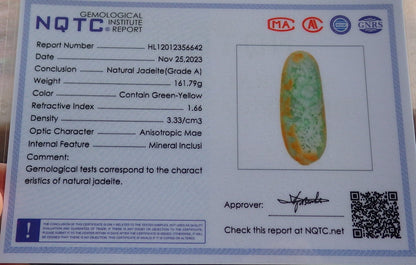 NQTC GEMOLOGICAL
INSTITUTE
REPORT
MA
GNRS
Report Number HL12012356642
Date Nov 25,2023
Conclusion Natural Jadeite(Grade A)
Weight 161.79g
Color Contain Green-Yellow
Refractive Index 1.66
Density 3.33/cm3
Optic Character Anisotropic Mae
Internal Feature Mineral Inclusi
Comment:
Gemological tests correspond to the charact
eristics of natural jadeite.
Approver:
Check this report at NQTC.net